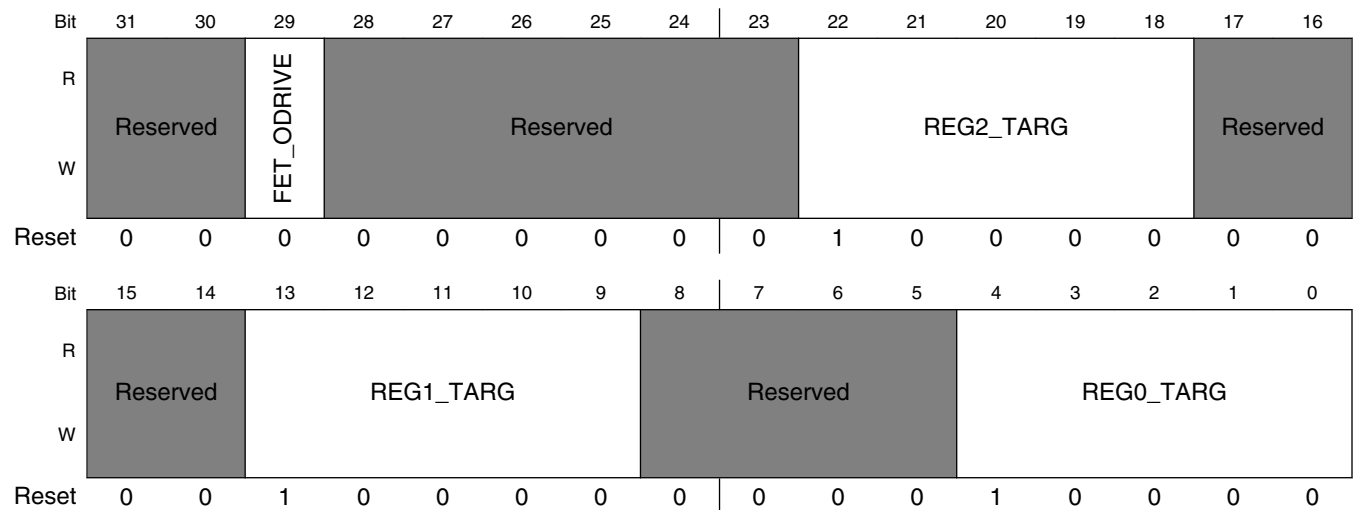 Bit 31 30 29 28 27 26 25 24 23 22 21 20 19 18 17 16
R
Reserved FET_ODRIVE Reserved REG2_TARG Reserved
W
Reset 0 0 0 0 0 0 0 0 0 1 0 0 0 0 0 0
Bit 15 14 13 12 11 10 9 8 7 6 5 4 3 2 1 0
R
Reserved REG1_TARG Reserved REG0_TARG
W
Reset 0 0 1 0 0 0 0 0 0 0 0 1 0 0 0 0